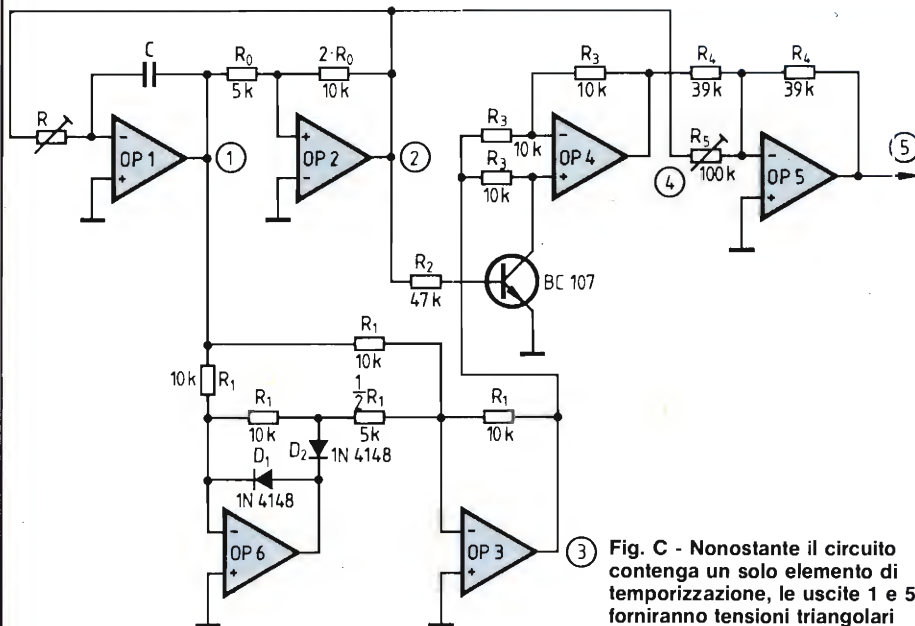 C
R₀
5k
2·R₀
10k
R₃
10k
R₄
39k
R₄
39k
R
-
+
OP 1
1
+
-
OP 2
2
R₃
10k
R₃
10k
-
+
OP 4
R₅
100k
4
-
+
OP 5
5
R₂
47k
BC 107
R₁
10k
10k
R₁
R₁
10k
½R₁
5k
R₁
10k
D₂
1N 4148
D₁
1N 4148
-
+
OP 6
-
+
OP 3
3
Fig. C - Nonostante il circuito
contenga un solo elemento di
temporizzazione, le uscite 1 e 5
forniranno tensioni triangolari